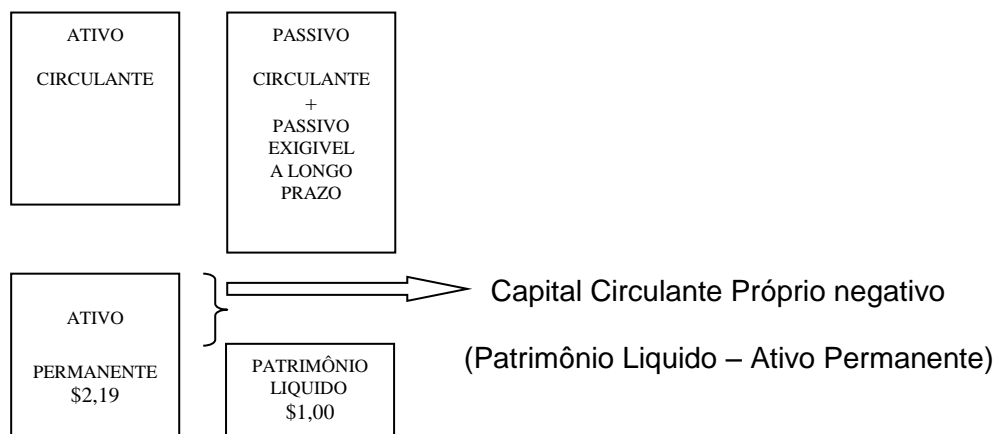 ATIVO
CIRCULANTE
PASSIVO
CIRCULANTE
+
PASSIVO
EXIGIVEL
A LONGO
PRAZO
ATIVO
PERMANENTE
$2,19
Capital Circulante Próprio negativo
(Patrimônio Liquido – Ativo Permanente)
PATRIMÔNIO
LIQUIDO
$1,00